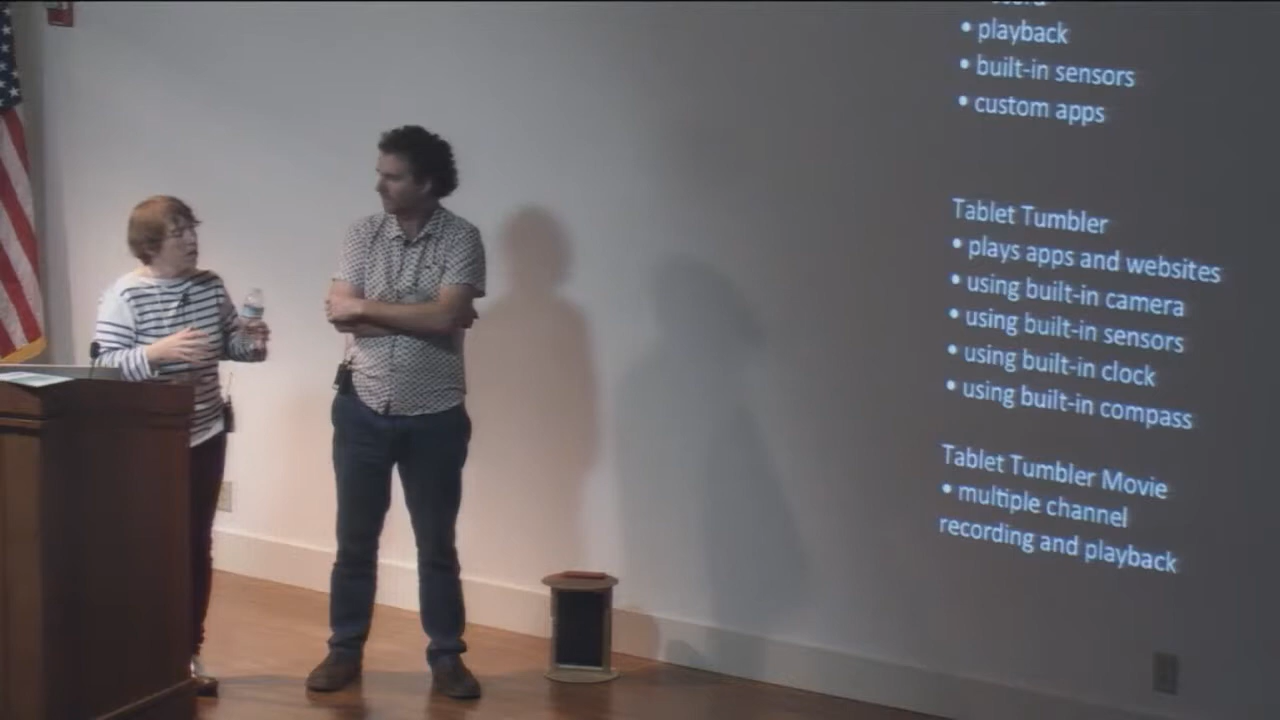 • playback
• built-in sensors
• custom apps
Tablet Tumbler
• plays apps and websites
• using built-in camera
• using built-in sensors
• using built-in clock
• using built-in compass
Tablet Tumbler Movie
• multiple channel
recording and playback